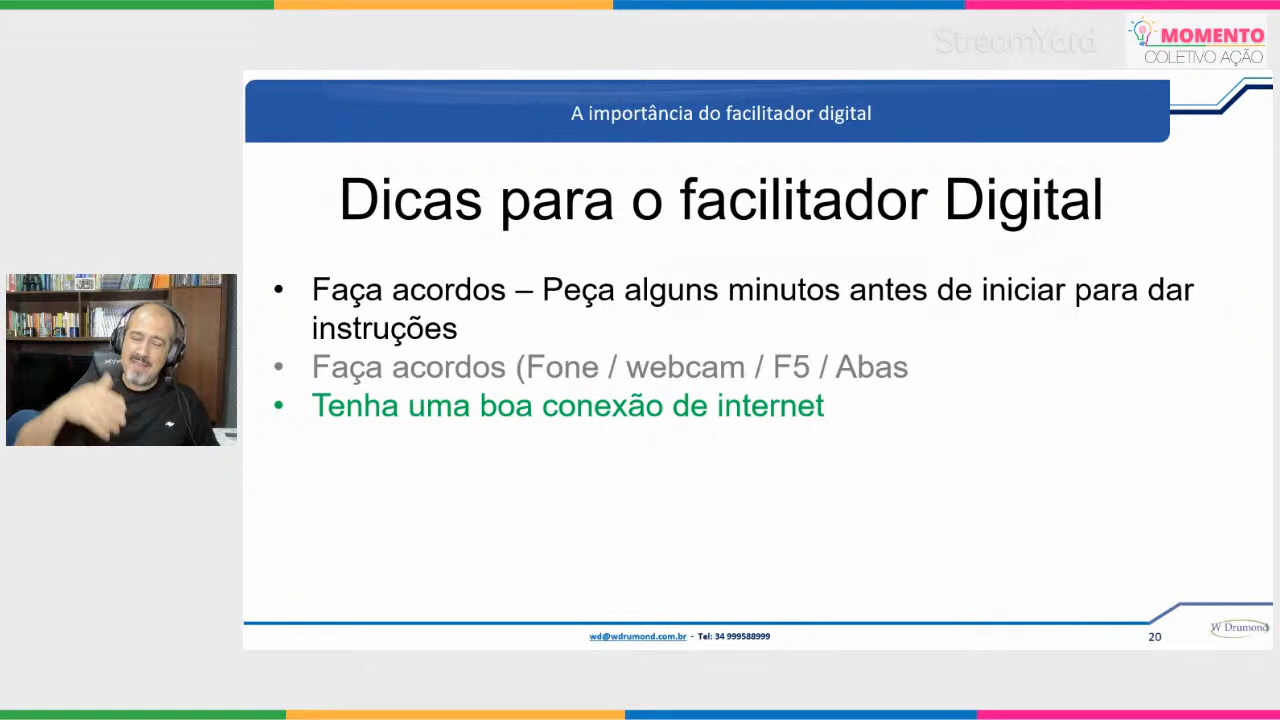 StreamYard
MOMENTO
COLETIVO AÇÃO
A importância do facilitador digital
Dicas para o facilitador Digital
• Faça acordos – Peça alguns minutos antes de iniciar para dar
instruções
• Faça acordos (Fone / webcam / F5 / Abas
• Tenha uma boa conexão de internet
wd@wdrumond.com.br - Tel: 34 999588999
20
W Drumond